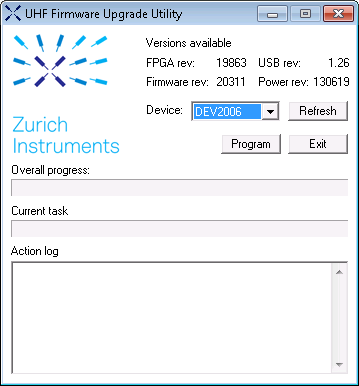 UHF Firmware Upgrade Utility
Versions available
FPGA rev: 19863 USB rev: 1.26
Firmware rev: 20311 Power rev: 130619
Device: DEV2006 Refresh
Zurich
Instruments
Program Exit
Overall progress:
Current task
Action log